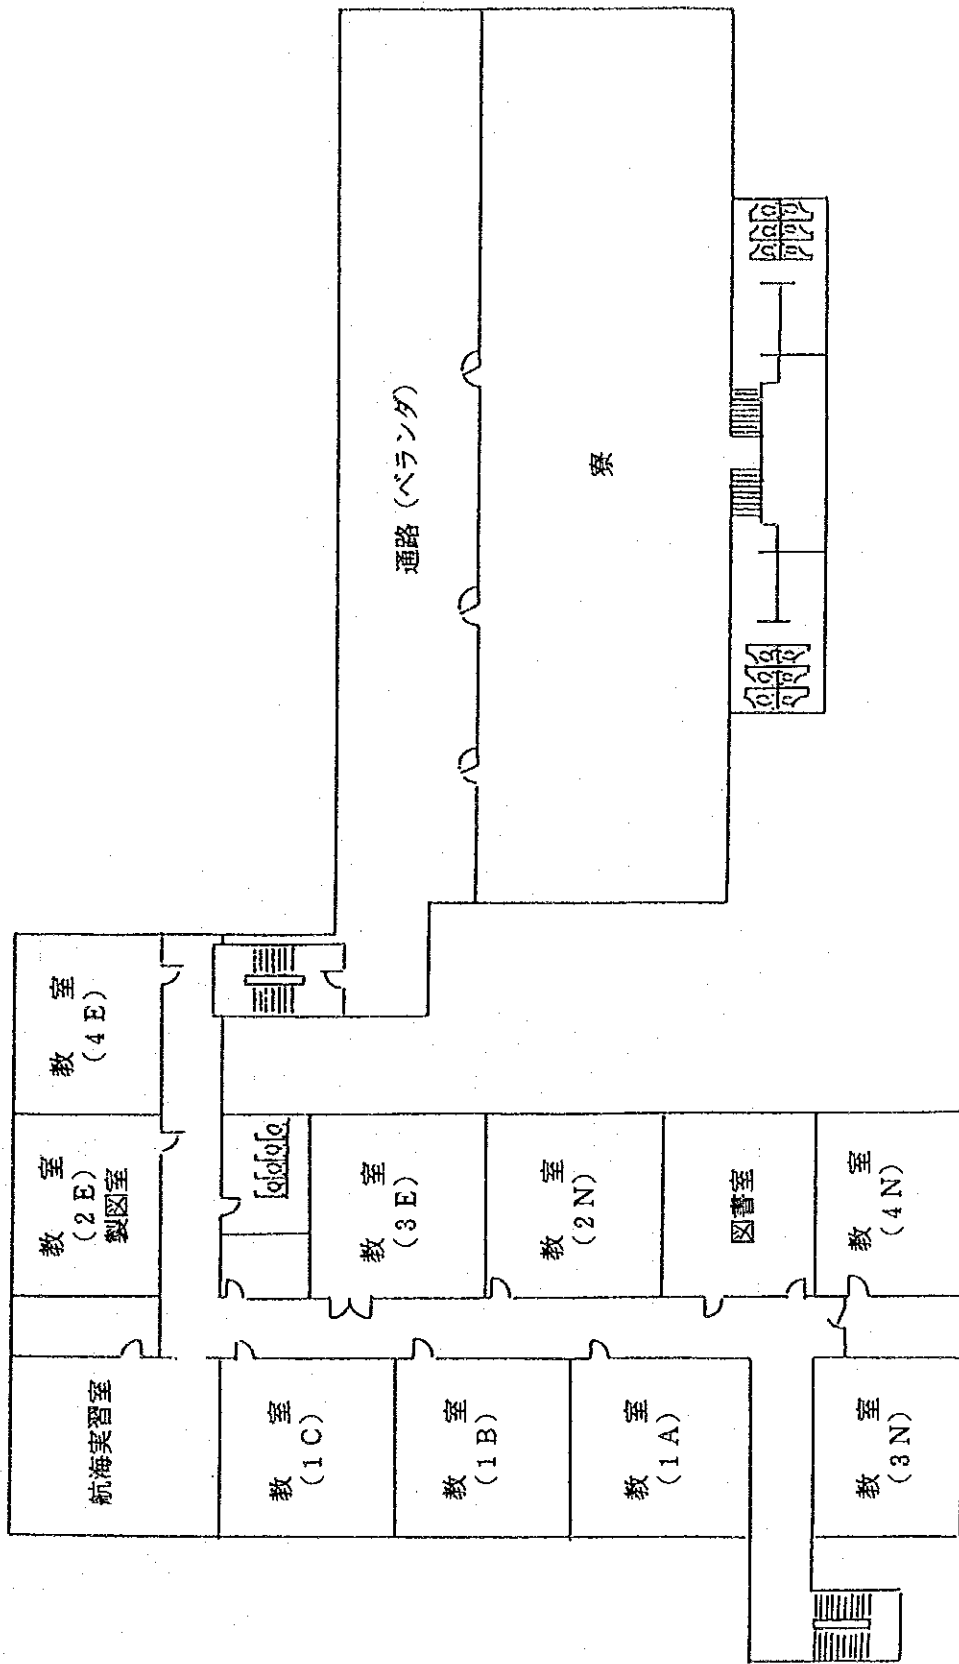 航海実習室
教室
(2E)
製図室
教室
(4E)
教室
(1C)
教室
(1B)
教室
(1A)
教室
(3N)
教室
(3E)
教室
(2N)
図書室
教室
(4N)
通路(ベランダ)
寮